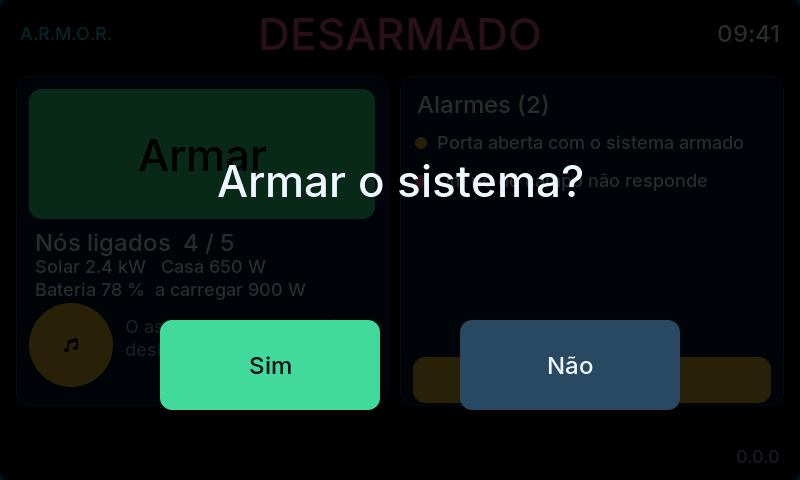 A.R.M.O.R.
DESARMADO
09:41
Armar
Alarmes (2)
Porta aberta com o sistema armado
não responde
Armar o sistema?
Nós ligados 4 / 5
Solar 2.4 kW Casa 650 W
Bateria 78 % a carregar 900 W
O
Sim
Não
0.0.0